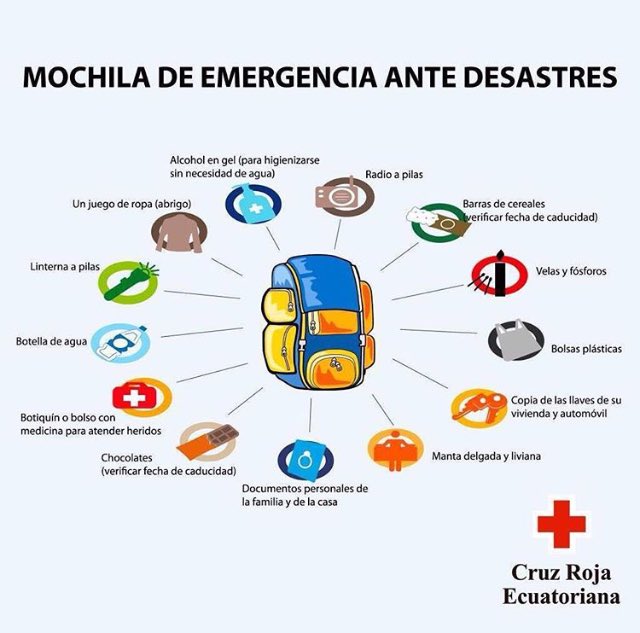 MOCHILA DE EMERGENCIA ANTE DESASTRES
Alcohol en gel (para higienizarse
sin necesidad de agua)
Radio a pilas
Un juego de ropa (abrigo)
Barras de cereales
(verificar fecha de caducidad)
Linterna a pilas
Velas y fósforos
Botella de agua
Bolsas plásticas
Botiquín o bolso con
medicina para atender heridos
Copia de las llaves de su
vivienda y automóvil
Chocolates
(verificar fecha de caducidad)
Manta delgada y liviana
Documentos personales de
la familia y de la casa
Cruz Roja
Ecuatoriana